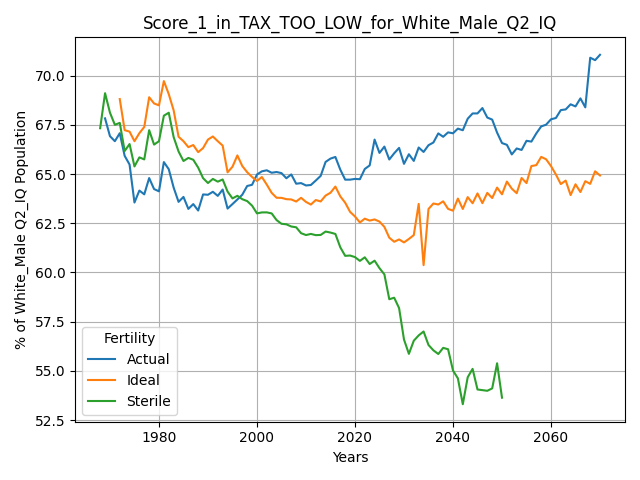 Score_1_in_TAX_TOO_LOW_for_White_Male_Q2_IQ
% of White_Male Q2_IQ Population
70.0
67.5
65.0
62.5
60.0
57.5
55.0
52.5
Fertility
Actual
Ideal
Sterile
1980 2000 2020 2040 2060
Years